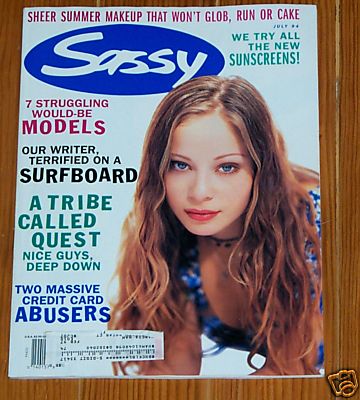 SHEER SUMMER MAKEUP THAT WON'T GLOB, RUN OR CAKE
JULY 94
Sassy
WE TRY ALL
THE NEW
SUNSCREENS!
7 STRUGGLING
WOULD-BE
MODELS
OUR WRITER,
TERRIFIED ON A
SURFBOARD
A TRIBE
CALLED
QUEST
NICE GUYS,
DEEP DOWN
TWO MASSIVE
CREDIT CARD
ABUSERS